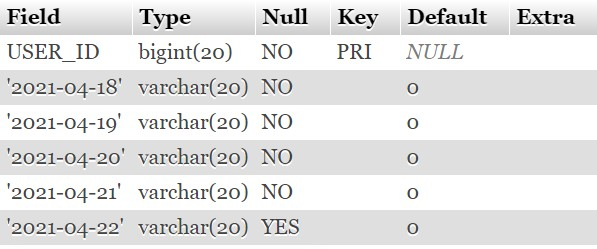 Field Type Null Key Default Extra
USER_ID bigint(20) NO PRI NULL
'2021-04-18' varchar(20) NO 0
'2021-04-19' varchar(20) NO 0
'2021-04-20' varchar(20) NO 0
'2021-04-21' varchar(20) NO 0
'2021-04-22' varchar(20) YES 0